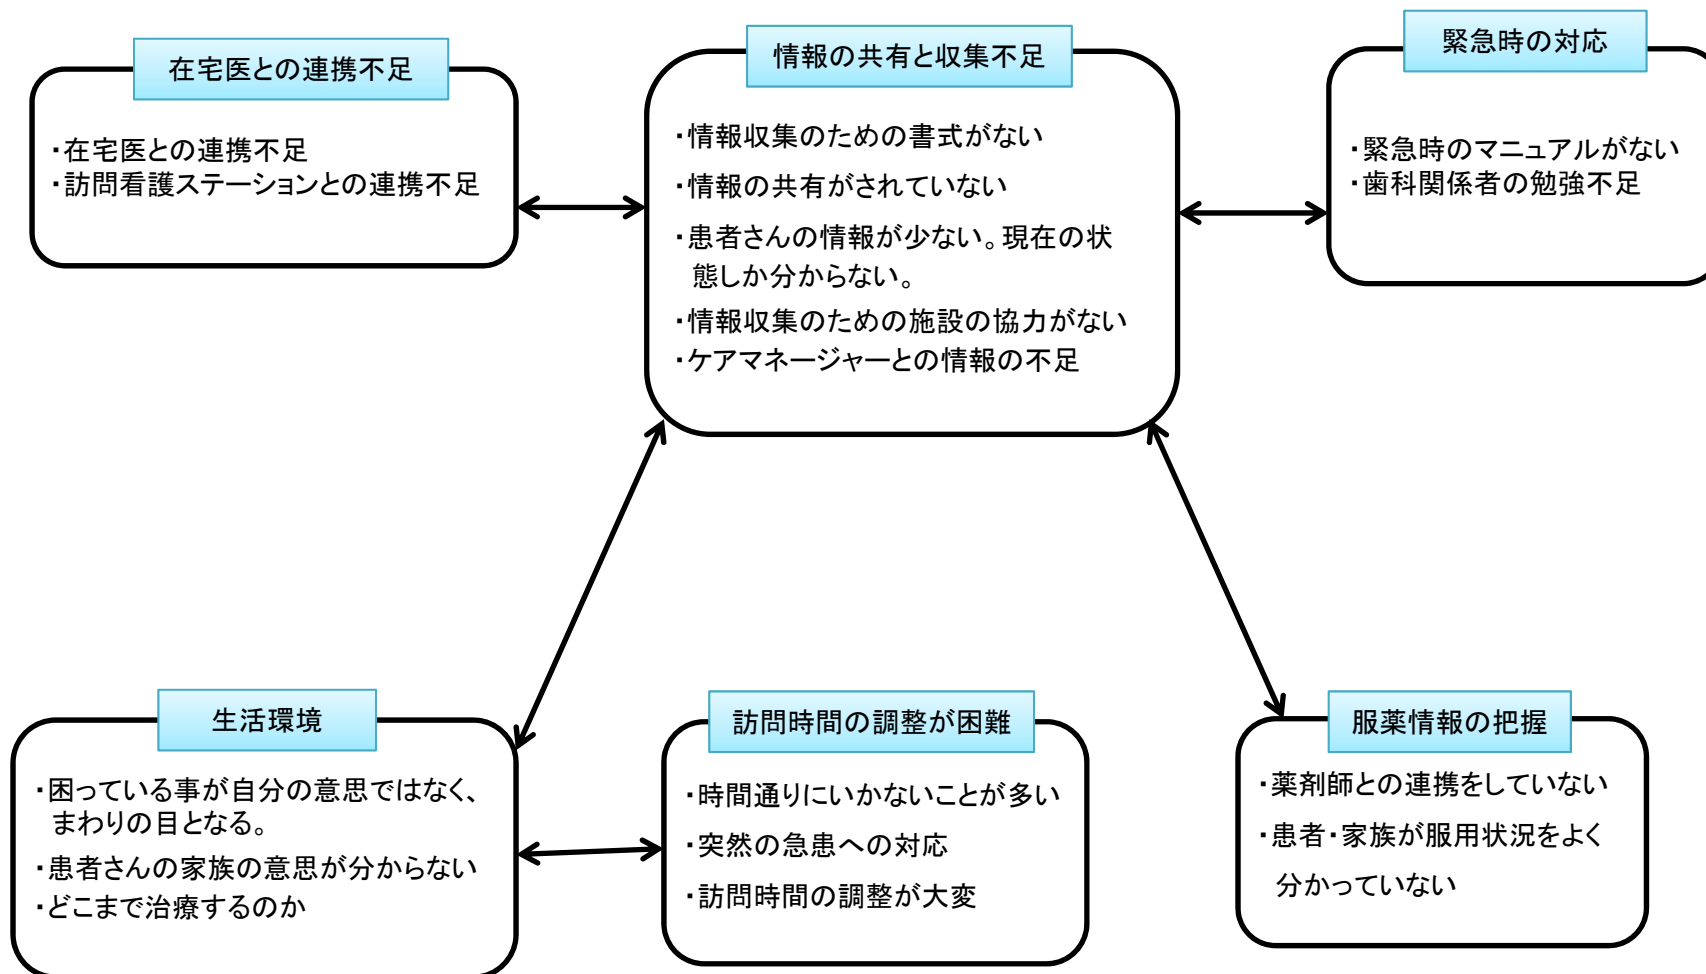 在宅医との連携不足
・在宅医との連携不足
・訪問看護ステーションとの連携不足
情報の共有と収集不足
・情報収集のための書式がない
・情報の共有がされていない
・患者さんの情報が少ない。現在の状
態しか分からない。
・情報収集のための施設の協力がない
・ケアマネージャーとの情報の不足
緊急時の対応
・緊急時のマニュアルがない
・歯科関係者の勉強不足
生活環境
・困っている事が自分の意思ではなく、
まわりの目となる。
・患者さんの家族の意思が分からない
・どこまで治療するのか
訪問時間の調整が困難
・時間通りにいかないことが多い
・突然の急患への対応
・訪問時間の調整が大変
服薬情報の把握
・薬剤師との連携をしていない
・患者・家族が服用状況をよく
分かっていない